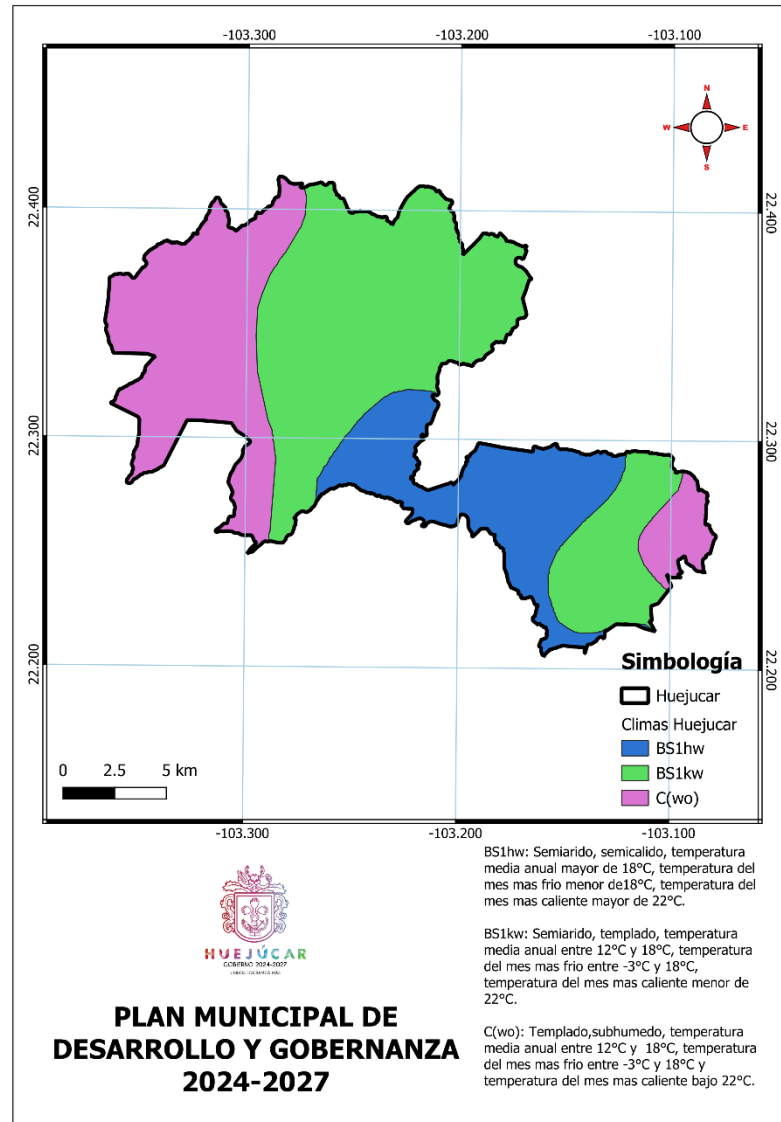 -103.300 -103.200 -103.100
N
W E
S
22.400 22.400
22.300 22.300
22.200 22.200
Simbología
Huejucar
Climas Huejucar
BS1hw
BS1kw
C(wo)
0 2.5 5 km
-103.300 -103.200 -103.100
BS1hw: Semiarido, semicalido, temperatura
media anual mayor de 18°C, temperatura del
mes mas frio menor de18°C, temperatura del
mes mas caliente mayor de 22°C.
BS1kw: Semiarido, templado, temperatura
media anual entre 12°C y 18°C, temperatura
del mes mas frio entre -3°C y 18°C,
temperatura del mes mas caliente menor de
22°C.
C(wo): Templado,subhumedo, temperatura
media anual entre 12°C y 18°C, temperatura
del mes mas frio entre -3°C y 18°C y
temperatura del mes mas caliente bajo 22°C.
HUEJÚCAR
GOBIERNO 2024-2027
PLAN MUNICIPAL DE
DESARROLLO Y GOBERNANZA
2024-2027